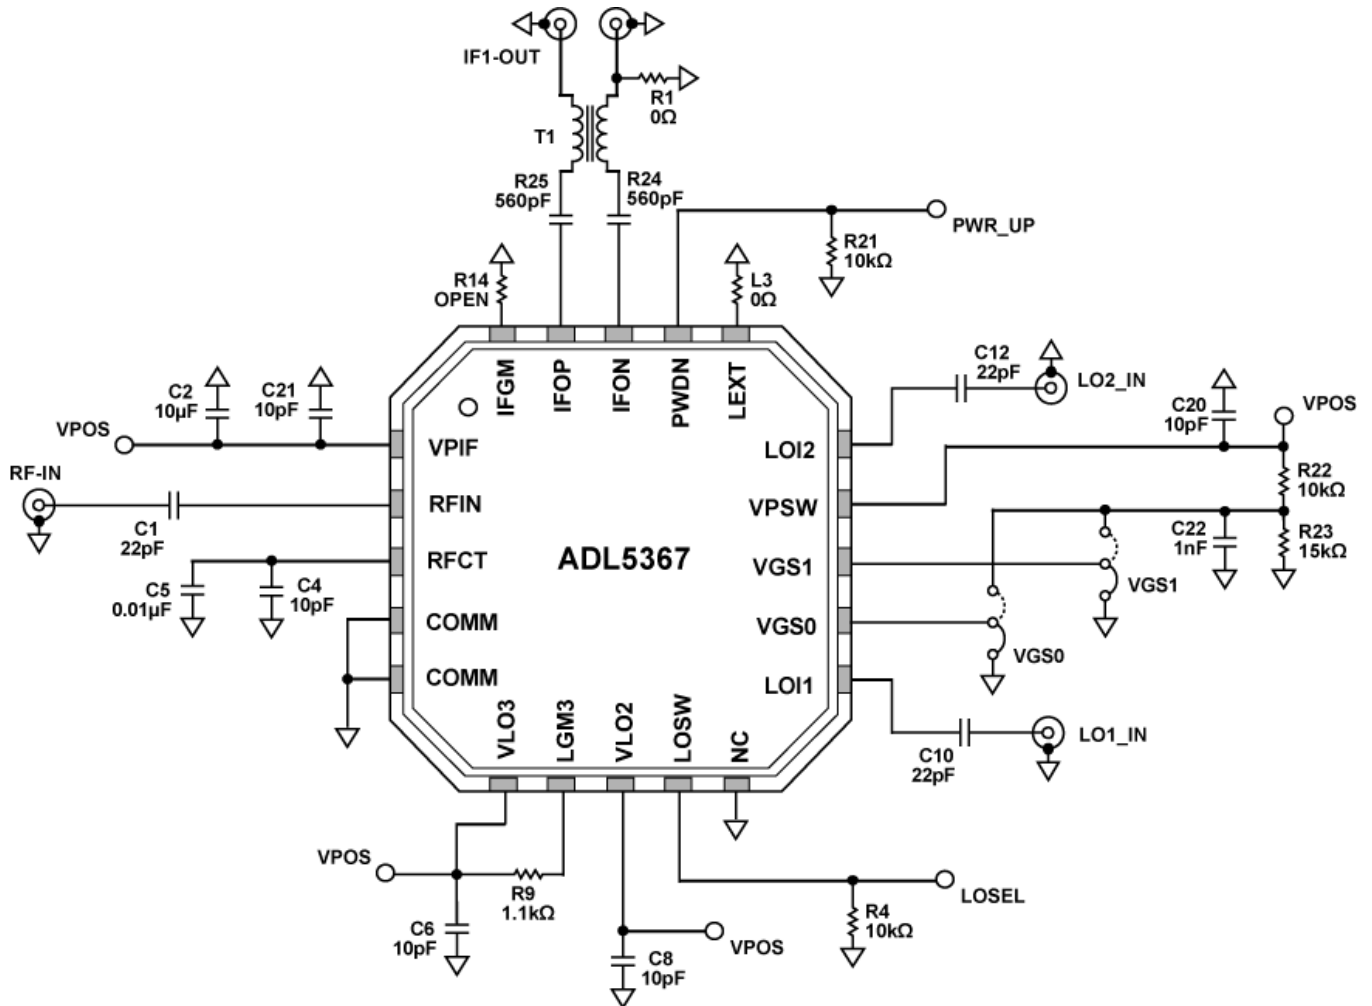 IF1-OUT
R1
0Ω
T1
R25
560pF
R24
560pF
PWR_UP
R21
10kΩ
R14
OPEN
L3
0Ω
C2
10µF
C21
10pF
VPOS
RF-IN
C1
22pF
C5
0.01µF
C4
10pF
IFGM
IFOP
IFON
PWDN
LEXT
C12
22pF
LO2_IN
C20
10pF
VPOS
R22
10kΩ
C22
1nF
R23
15kΩ
VGS1
VGS0
VPIF
RFIN
RFCT
COMM
COMM
ADL5367
LOI2
VPSW
VGS1
VGS0
LOI1
VLO3
LGM3
VLO2
LOSW
NC
C10
22pF
LO1_IN
VPOS
R9
1.1kΩ
C6
10pF
C8
10pF
VPOS
LOSEL
R4
10kΩ